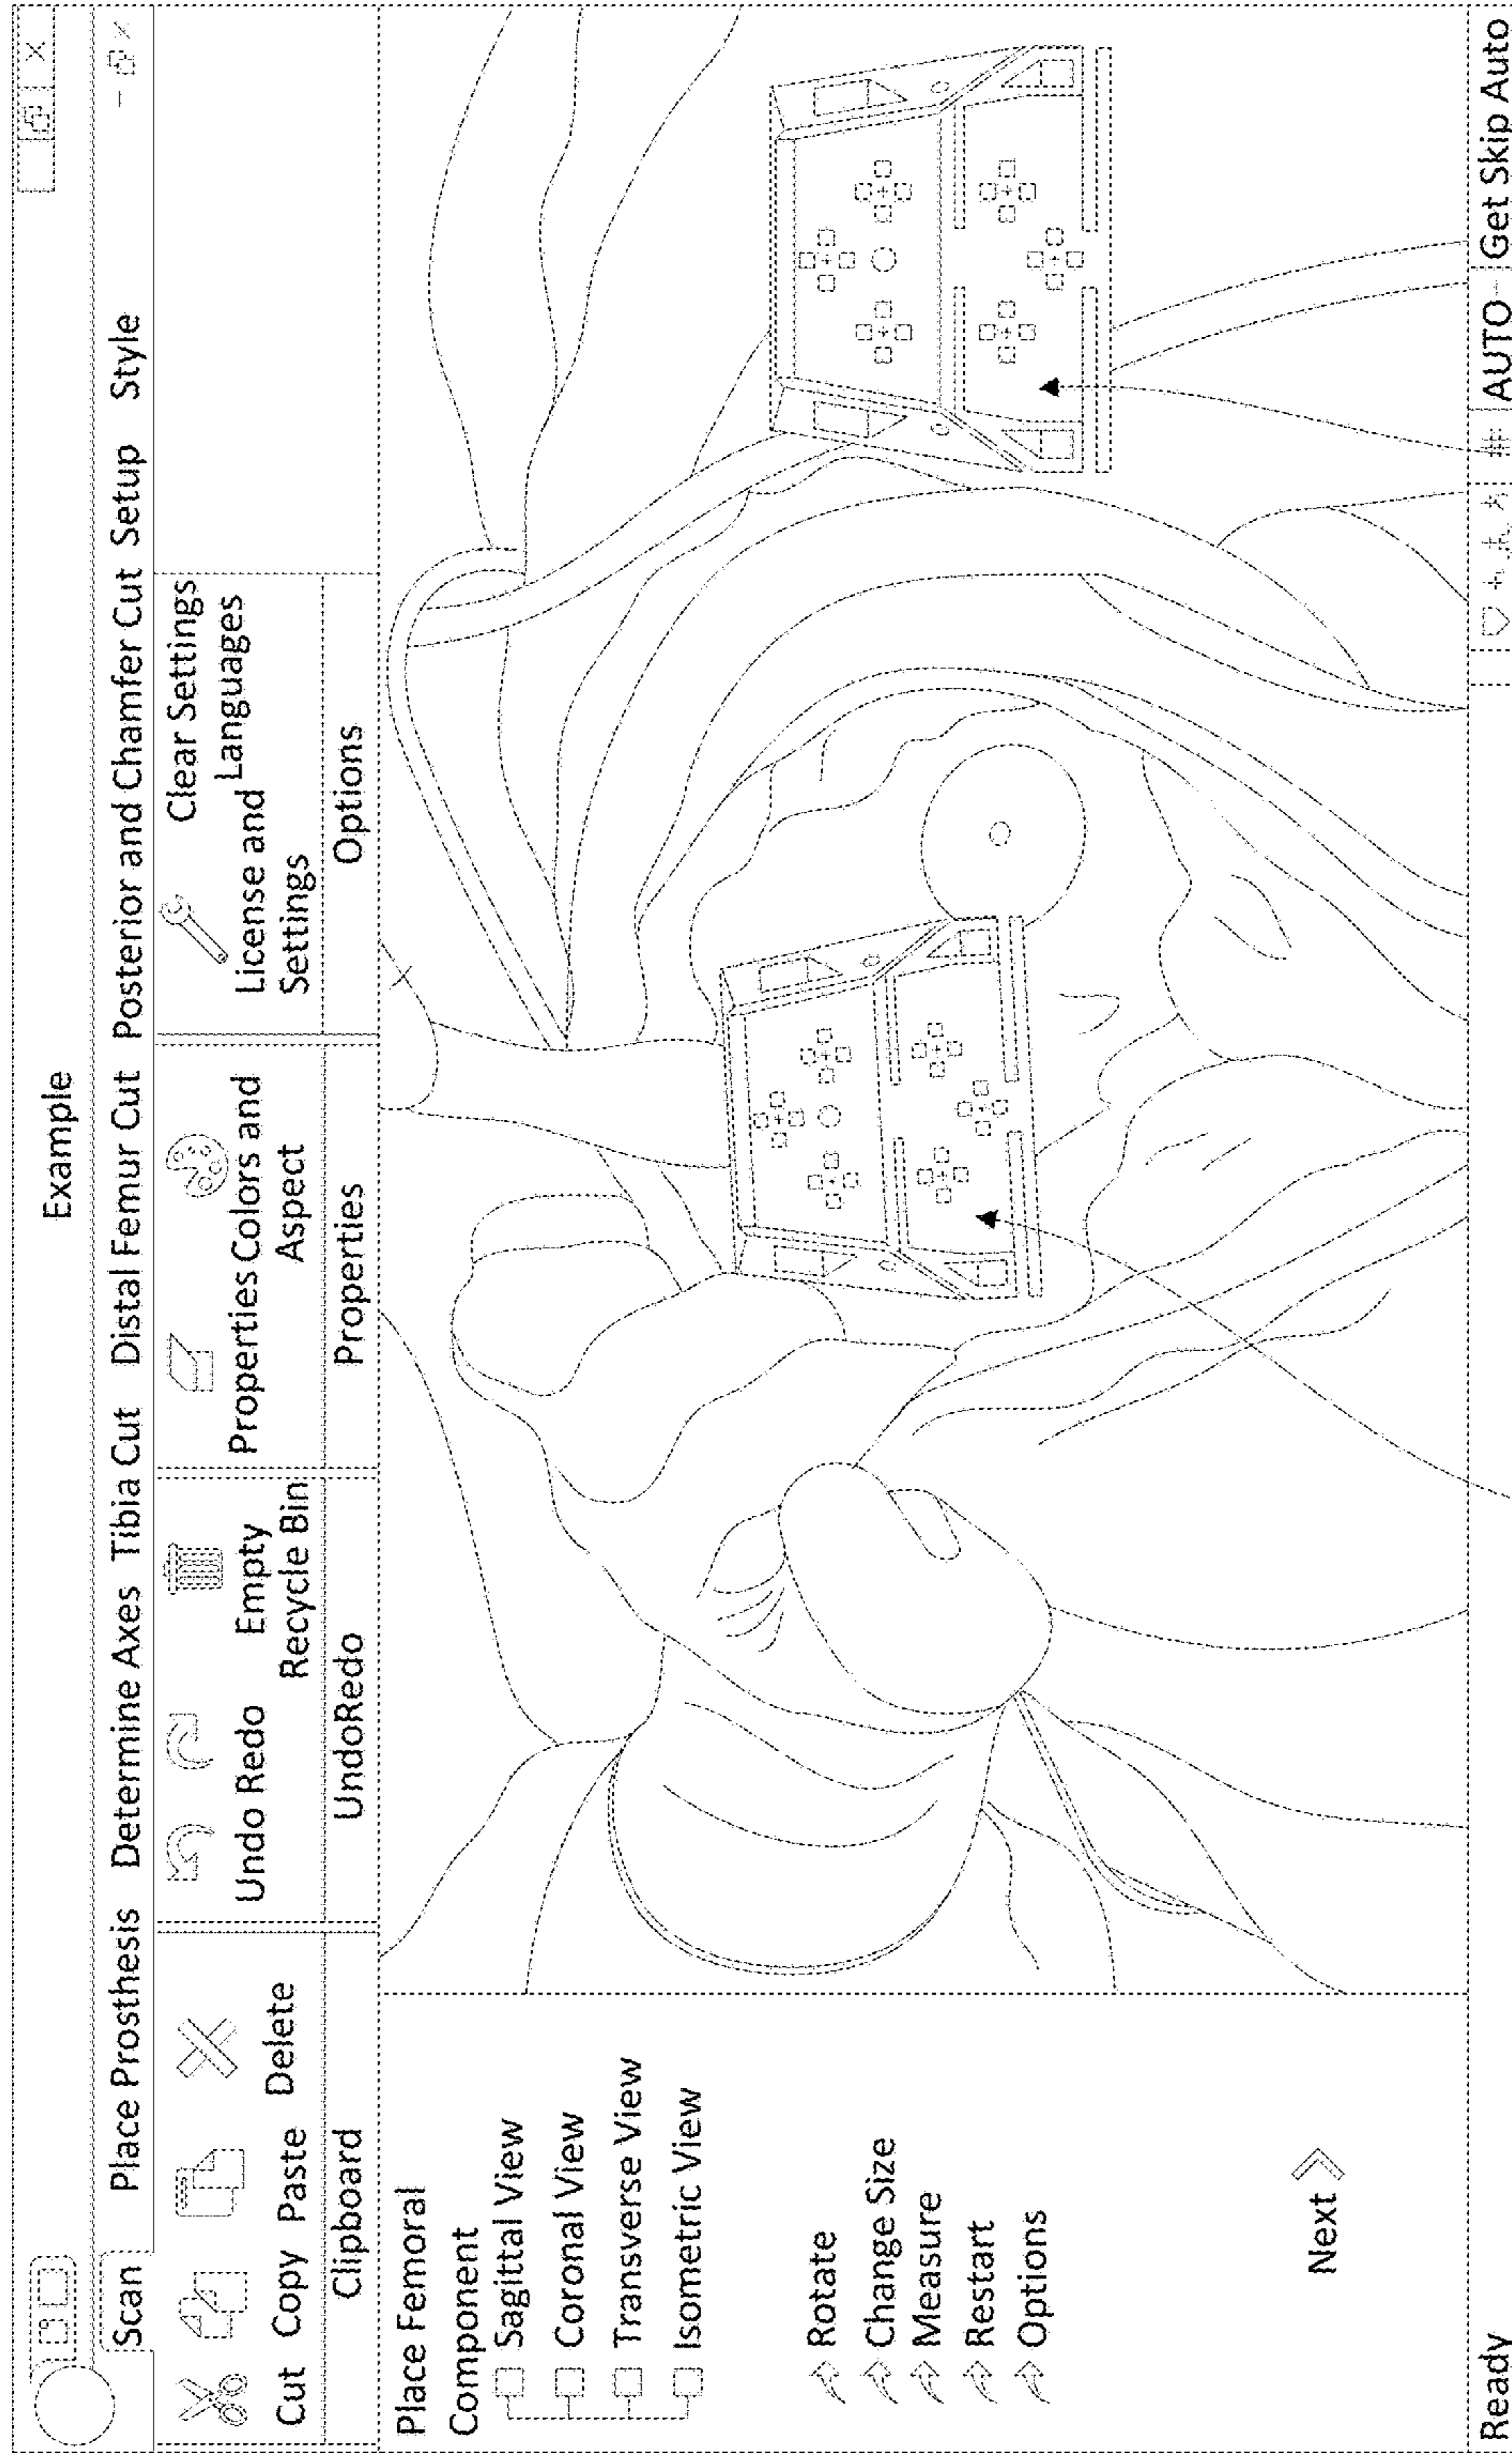 Example
Scan Place Prosthesis Determine Axes Tibia Cut Distal Femur Cut Posterior and Chamfer Cut Setup Style
Cut Copy Paste Delete
Clipboard
Undo Redo Empty
Recycle Bin
UndoRedo
Properties Colors and
Aspect
Properties
Clear Settings
License and Languages
Settings
Options
Place Femoral
Component
Sagittal View
Coronal View
Transverse View
Isometric View
Rotate
Change Size
Measure
Restart
Options
Next >
Ready
AUTO
Get Skip Auto